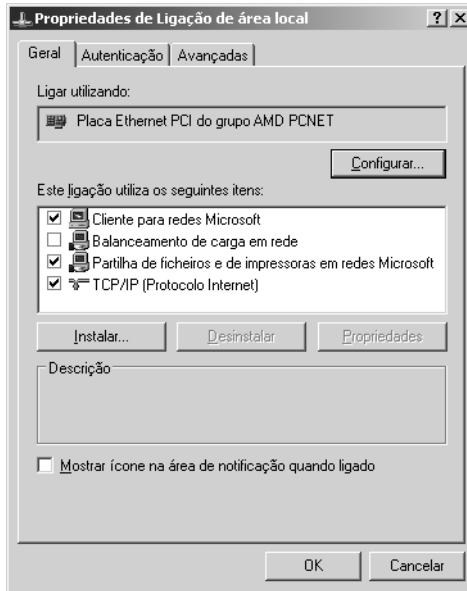 Propriedades de Ligação de área local
Geral
Autenticação
Avançadas
Ligar utilizando:
Placa Ethernet PCI do grupo AMD PCNET
Configurar...
Este ligação utiliza os seguintes itens:
Cliente para redes Microsoft
Balanceamento de carga em rede
Partilha de ficheiros e de impressoras em redes Microsoft
TCP/IP (Protocolo Internet)
Instalar...
Desinstalar
Propriedades
Descrição
Mostrar ícone na área de notificação quando ligado
OK
Cancelar